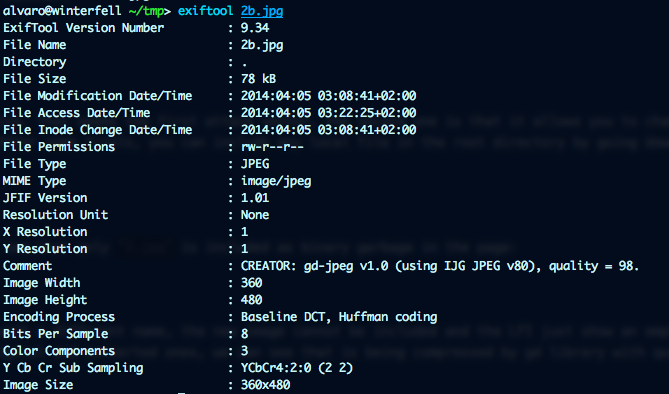 alvaro@winterfell ~/tmp> exiftool 2b.jpg
ExifTool Version Number : 9.34
File Name : 2b.jpg
Directory : .
File Size : 78 kB
File Modification Date/Time : 2014:04:05 03:08:41+02:00
File Access Date/Time : 2014:04:05 03:22:25+02:00
File Inode Change Date/Time : 2014:04:05 03:08:41+02:00
File Permissions : rw-r--r--
File Type : JPEG
MIME Type : image/jpeg
JFIF Version : 1.01
Resolution Unit : None
X Resolution : 1
Y Resolution : 1
Comment : CREATOR: gd-jpeg v1.0 (using IJG JPEG v80), quality = 98.
Image Width : 360
Image Height : 480
Encoding Process : Baseline DCT, Huffman coding
Bits Per Sample : 8
Color Components : 3
Y Cb Cr Sub Sampling : YCbCr4:2:0 (2 2)
Image Size : 360x480